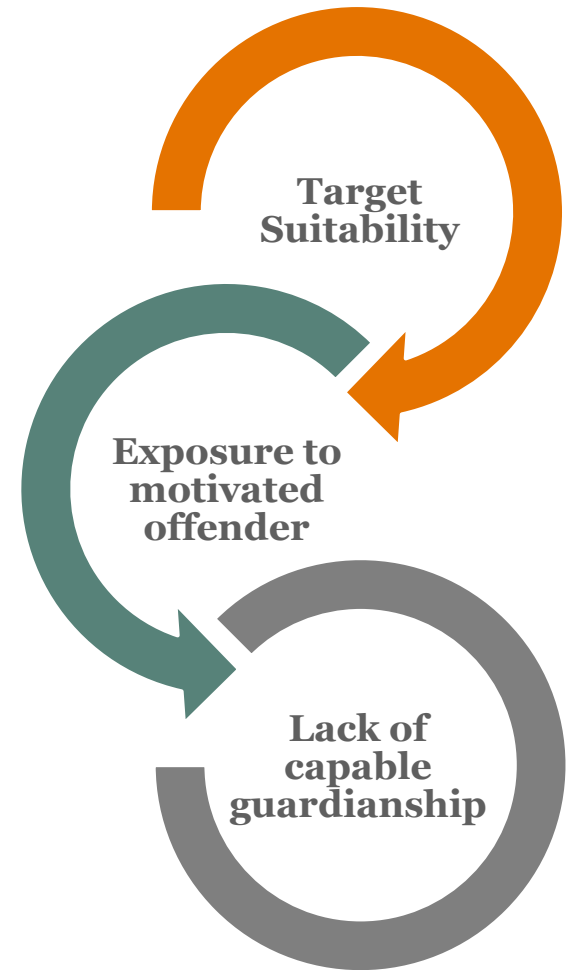 Target
Suitability
Exposure to
motivated
offender
Lack of
capable
guardianship